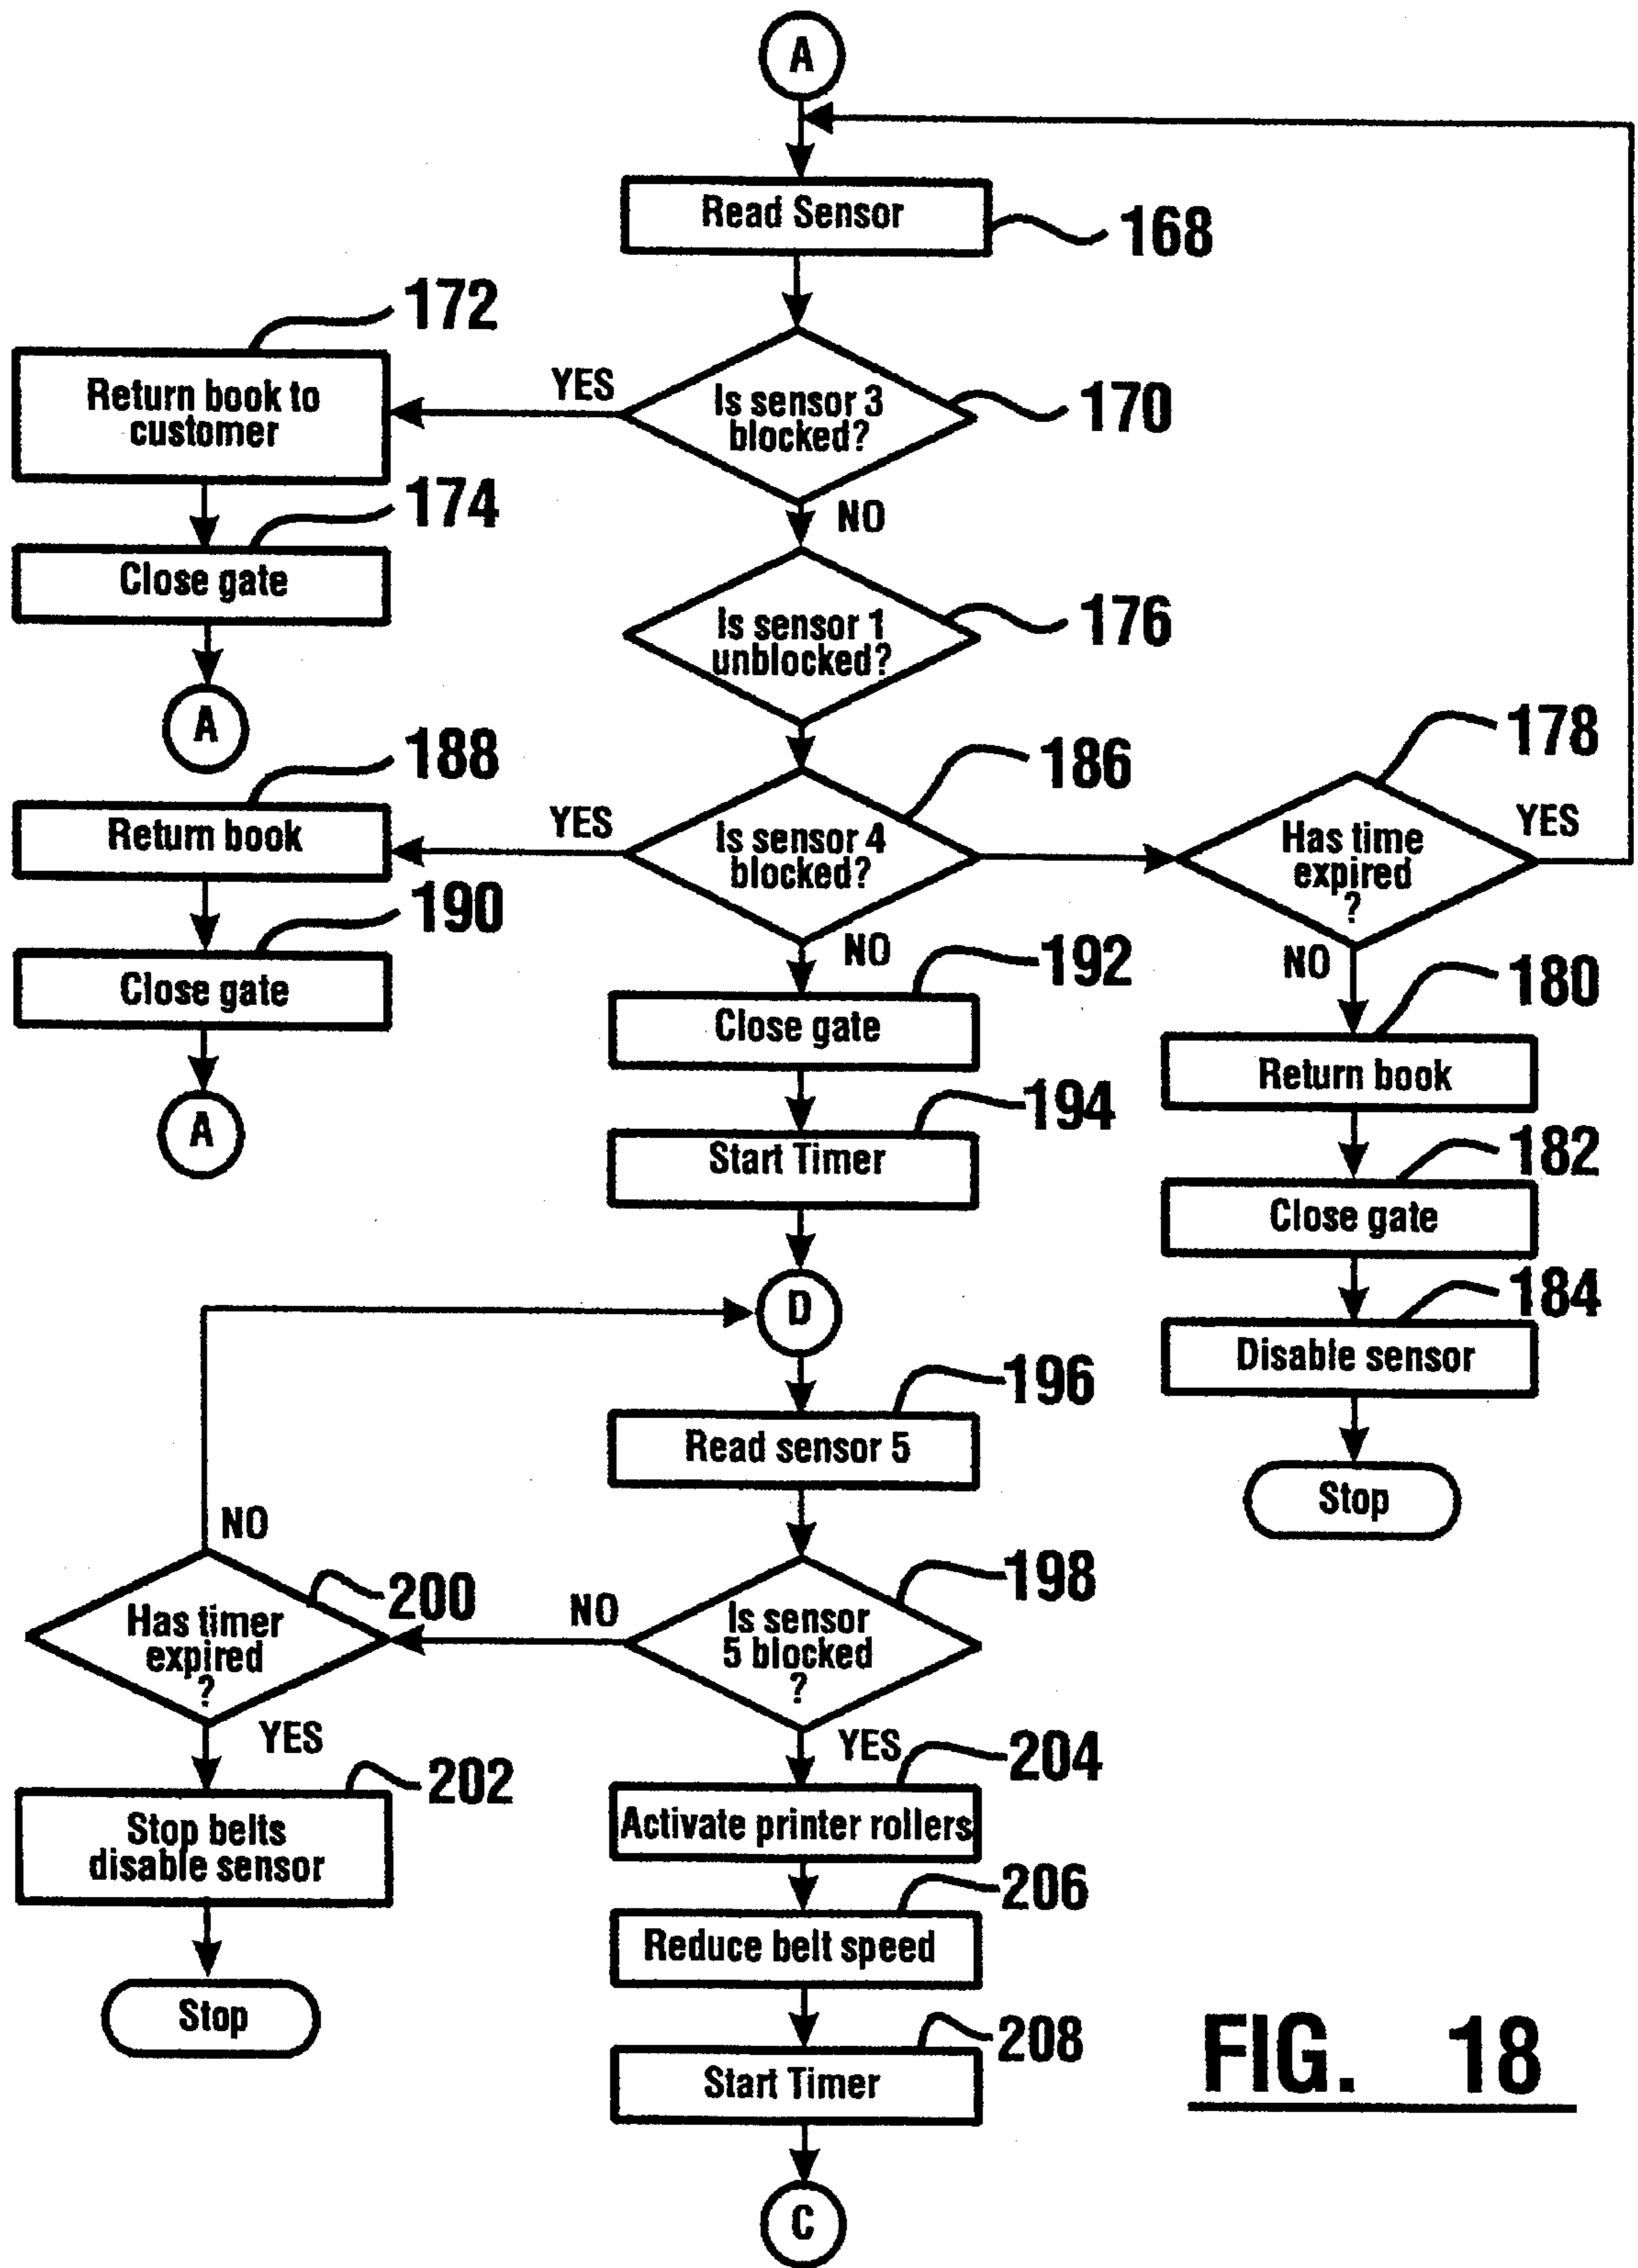 A
Read Sensor
168
172
Return book to
customer
YES
Is sensor 3
blocked?
170
174
NO
Close gate
Is sensor 1
unblocked?
176
A
188
186
178
Return book
YES
Is sensor 4
blocked?
Has time
expired
?
YES
190
NO
192
NO
180
Close gate
Close gate
Return book
A
194
Start Timer
182
Close gate
D
184
Disable sensor
196
Read sensor 5
Stop
NO
198
200
Has timer
expired
?
NO
Is sensor
5 blocked
?
YES
YES
204
202
Stop belts
disable sensor
Activate printer rollers
206
Reduce belt speed
Stop
208
Start Timer
FIG. 18
C